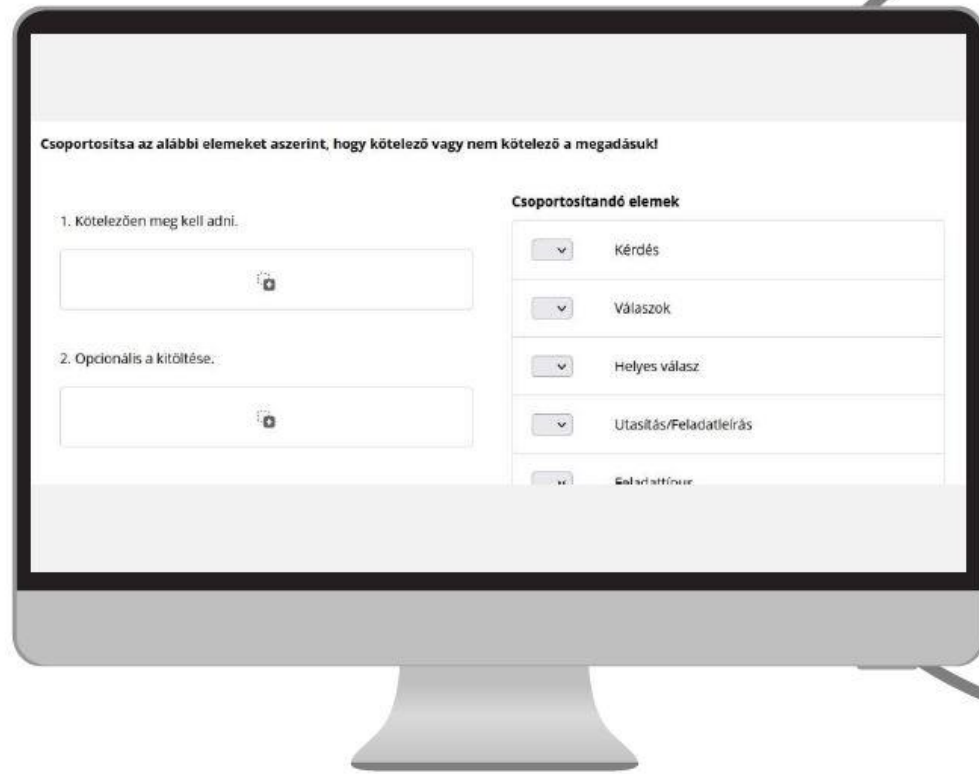 Csoportosítsa az alábbi elemeket aszerint, hogy kötelező vagy nem kötelező a megadásuk!
1. Kötelezően meg kell adni.
2. Opcionális a kitöltése.
Csoportosítandó elemek
Kérdés
Válaszok
Helyes válasz
Utasítás/Feladatleírás
Feladattípus